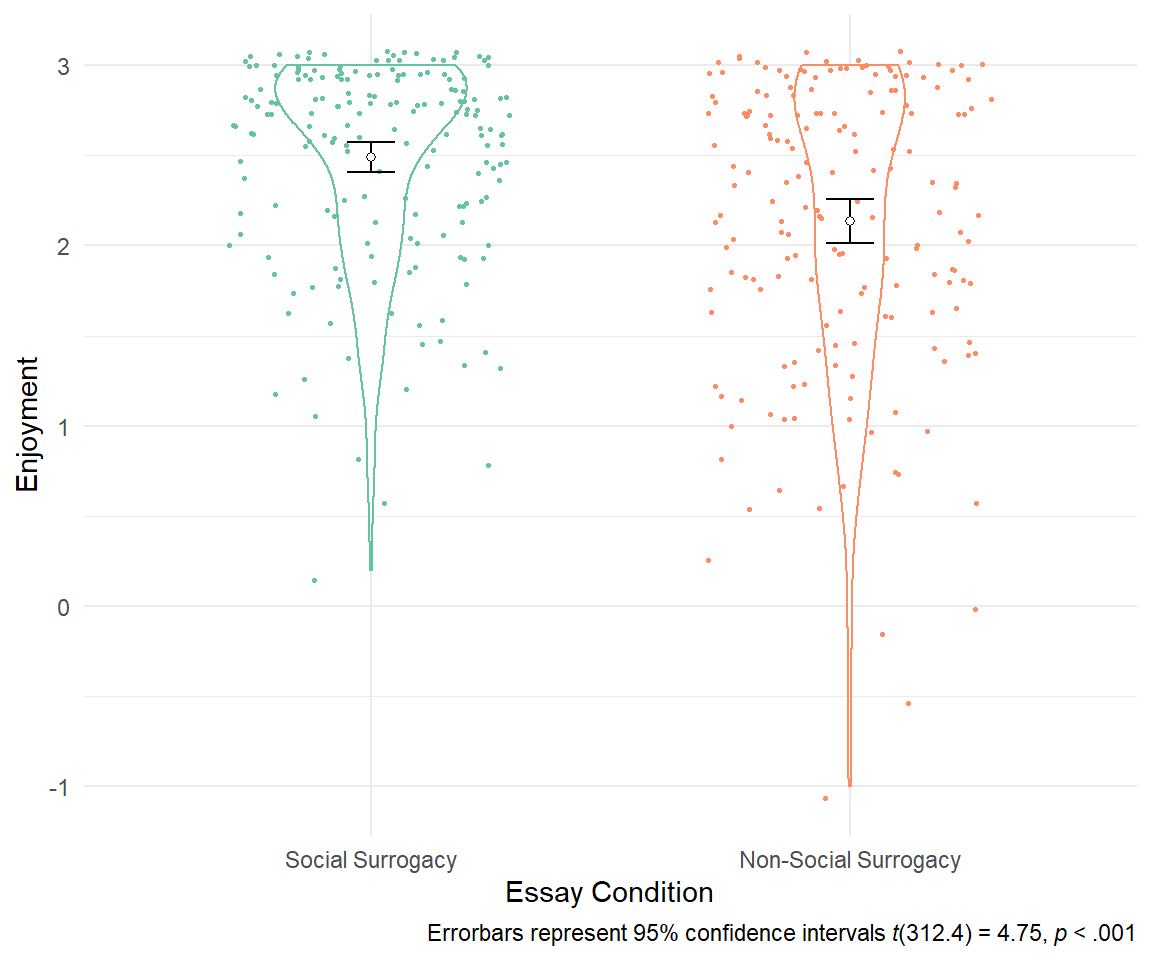 3
2
1
0
-1
Enjoyment
Social Surrogacy
Non-Social Surrogacy
Essay Condition
Errorbars represent 95% confidence intervals t(312.4) = 4.75, p < .001